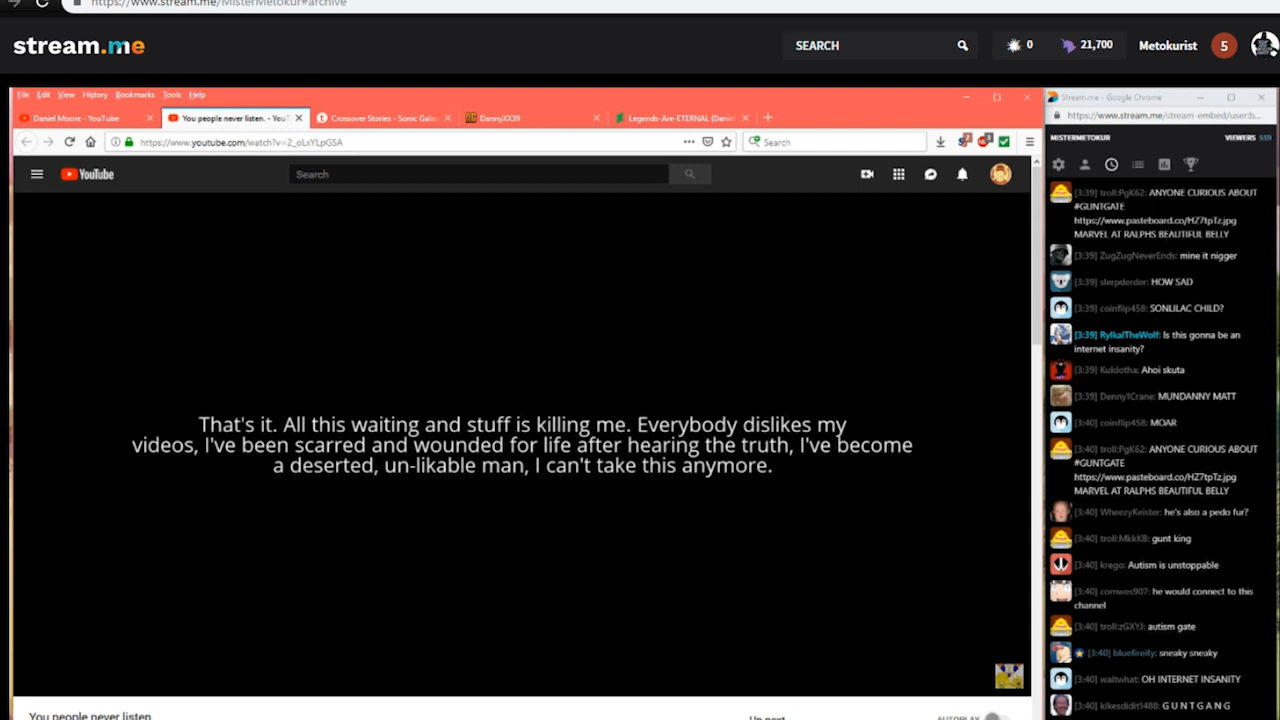 https://www.stream.me/MisterMetokur#archive
stream.me
SEARCH
0
21,700
Metokurist
5
File Edit View History Bookmarks Tools Help
Daniel Moore - YouTube
You people never listen. - YouT
Crossover Stories - Sonic Gala
DannyXX39
Legends-Are-ETERNAL (Daniel
https://www.youtube.com/watch?v=2_oLxYLpGSA
Search
YouTube
Search
That's it. All this waiting and stuff is killing me. Everybody dislikes my
videos, I've been scarred and wounded for life after hearing the truth, I've become
a deserted, un-likable man, I can't take this anymore.
You people never listen.
Up next
AUTOPLAY
Stream.me - Google Chrome
https://www.stream.me/stream-embed/user:b...
MISTERMETOKUR
VIEWERS 559
[3:39] troll:PgK62: ANYONE CURIOUS ABOUT
#GUNTGATE
https://www.pasteboard.co/HZ7tpTz.jpg
MARVEL AT RALPHS BEAUTIFUL BELLY
[3:39] ZugZugNeverEnds: mine it nigger
[3:39] slerpderder: HOW SAD
[3:39] coinflip458: SONLILAC CHILD?
[3:39] RylkalTheWolf: Is this gonna be an
internet insanity?
[3:39] Kuldotha: Ahoi skuta
[3:39] Denny1Crane: MUNDANNY MATT
[3:40] coinflip458: MOAR
[3:40] troll:PgK62: ANYONE CURIOUS ABOUT
#GUNTGATE
https://www.pasteboard.co/HZ7tpTz.jpg
MARVEL AT RALPHS BEAUTIFUL BELLY
[3:40] WheezyKeister: he's also a pedo fur?
[3:40] troll:MkkKB: gunt king
[3:40] krego: Autism is unstoppable
[3:40] comwes907: he would connect to this
channel
[3:40] troll:zGXYJ: autism gate
[3:40] bluefireify: sneaky sneaky
[3:40] waitwhat: OH INTERNET INSANITY
[3:40] kikesdidit1488: G U N T G A N G